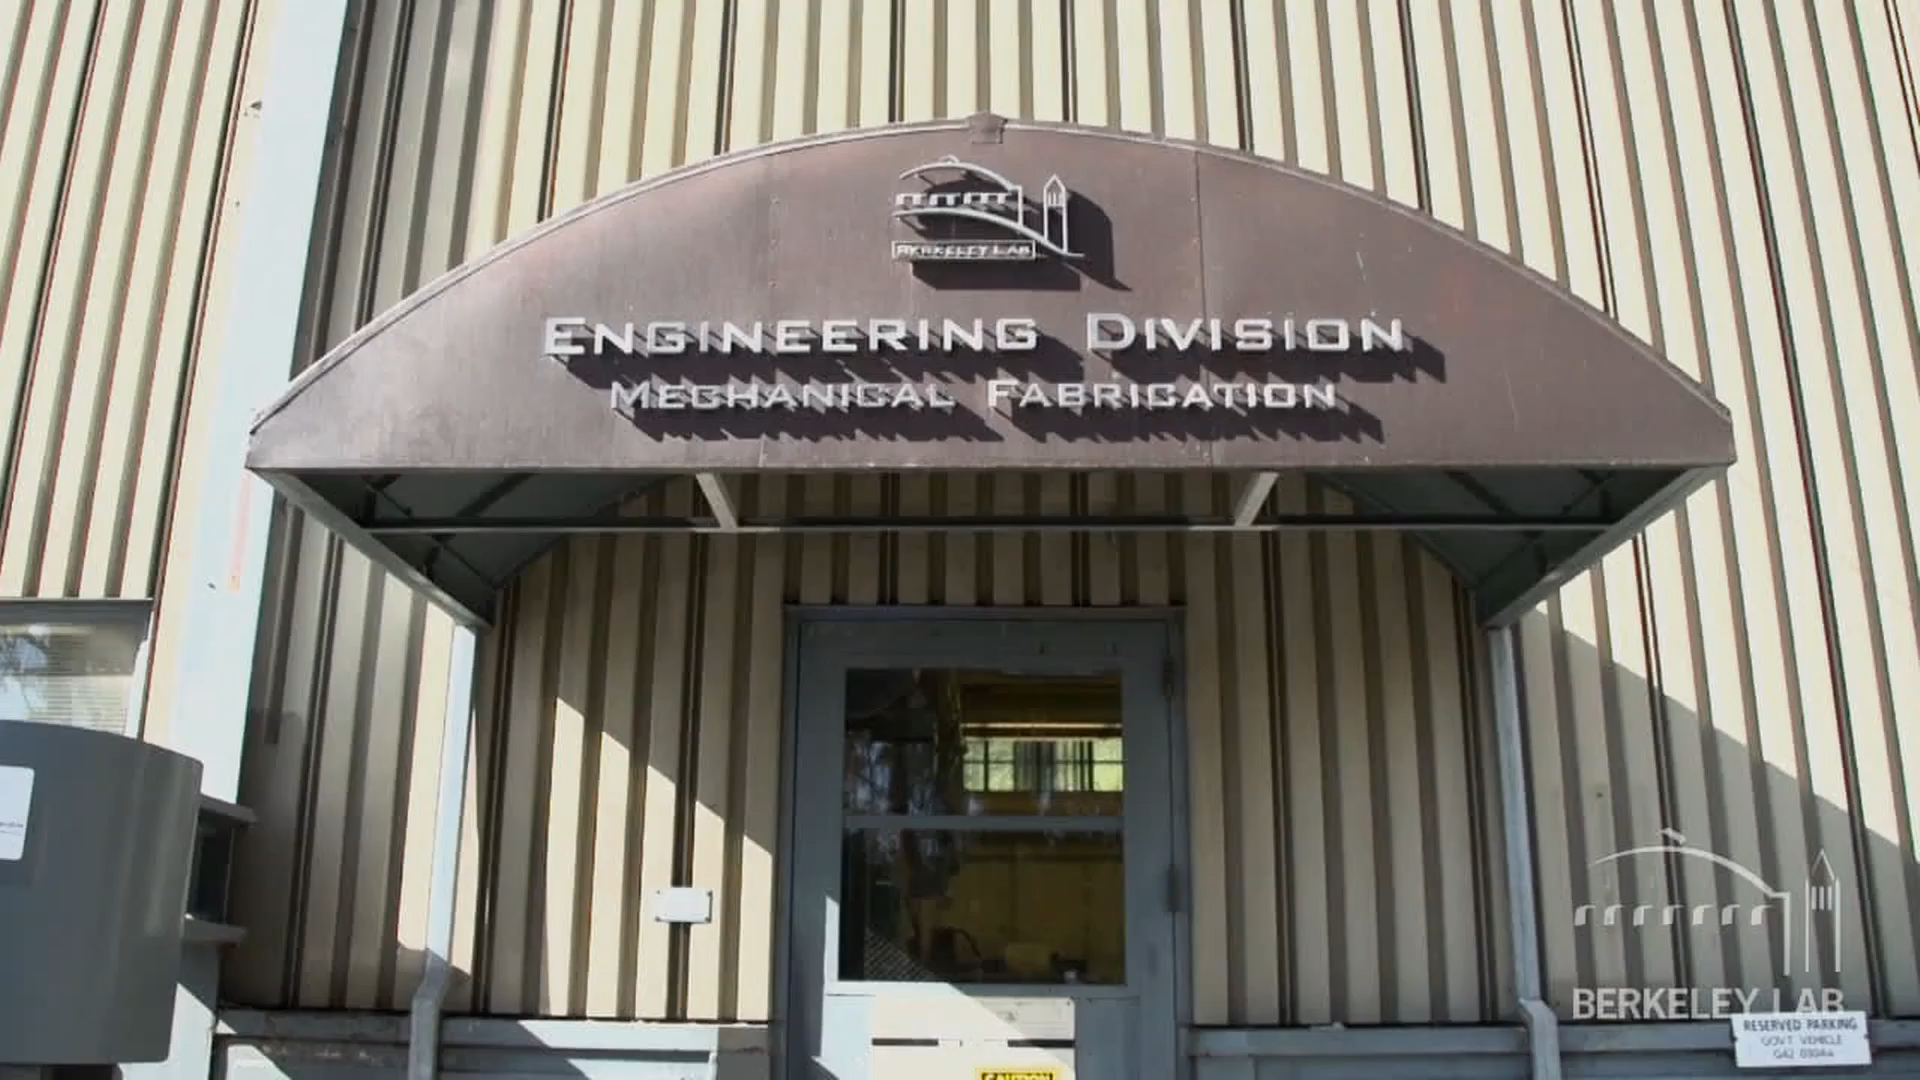 BERKELEY LAB
ENGINEERING DIVISION
MECHANICAL FABRICATION
BERKELEY LAB
RESERVED PARKING
GOV'T VEHICLE
CAUTION